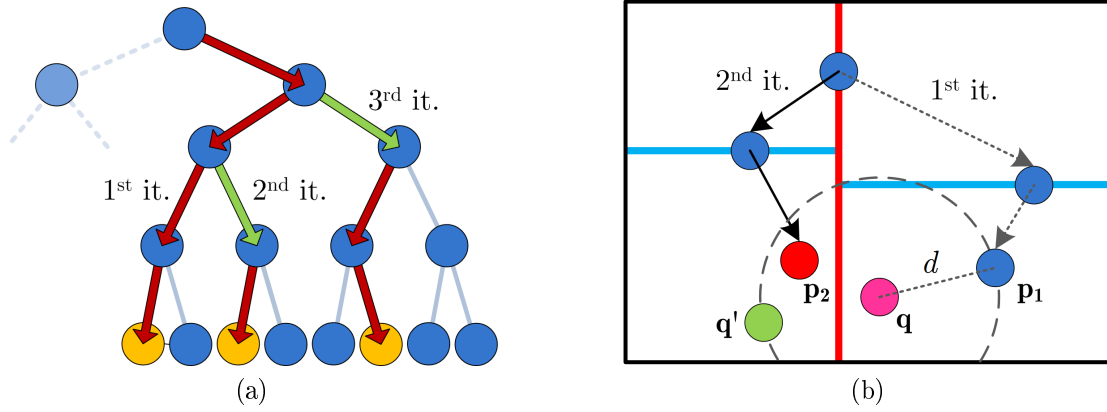 3rd it.
1st it.
2nd it.
(a)
2nd it.
1st it.
d
p2
p1
q'
q
(b)